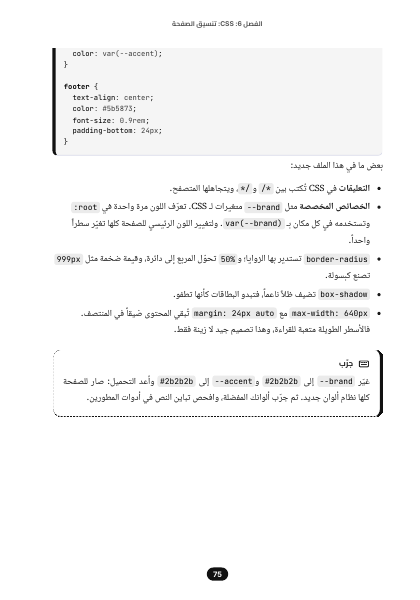 الفصل 6: CSS: تنسيق الصفحة
color: var(--accent);
}
footer {
text-align: center;
color: #5b5873;
font-size: 0.9rem;
padding-bottom: 24px;
}
بعض ما في هذا الملف جديد:
• التعليقات في CSS تُكتب بين /* و */، ويتجاهلها المتصفح.
• الخصائص المخصصة مثل --brand متغيرات لـ CSS. تعرّف اللون مرة واحدة في :root
وتستخدمه في كل مكان بـ var(--brand). ولتغيير اللون الرئيسي للصفحة كلها تغيّر سطراً
واحداً.
• border-radius تستدير بها الزوايا؛ و 50% تحوّل المربع إلى دائرة، وقيمة ضخمة مثل 999px
تصنع كبسولة.
• box-shadow تضيف ظلاً ناعماً، فتبدو البطاقات كأنها تطفو.
• max-width: 640px مع margin: 24px auto تُبقي المحتوى ضيّقاً في المنتصف.
فالأسطر الطويلة متعبة للقراءة، وهذا تصميم جيد لا زينة فقط.
جرّب
غيّر --brand إلى #2b2b2b و --accent إلى #2b2b2b وأعد التحميل: صار للصفحة
كلها نظام ألوان جديد. ثم جرّب ألوانك المفضلة، وافحص تباين النص في أدوات المطورين.
75